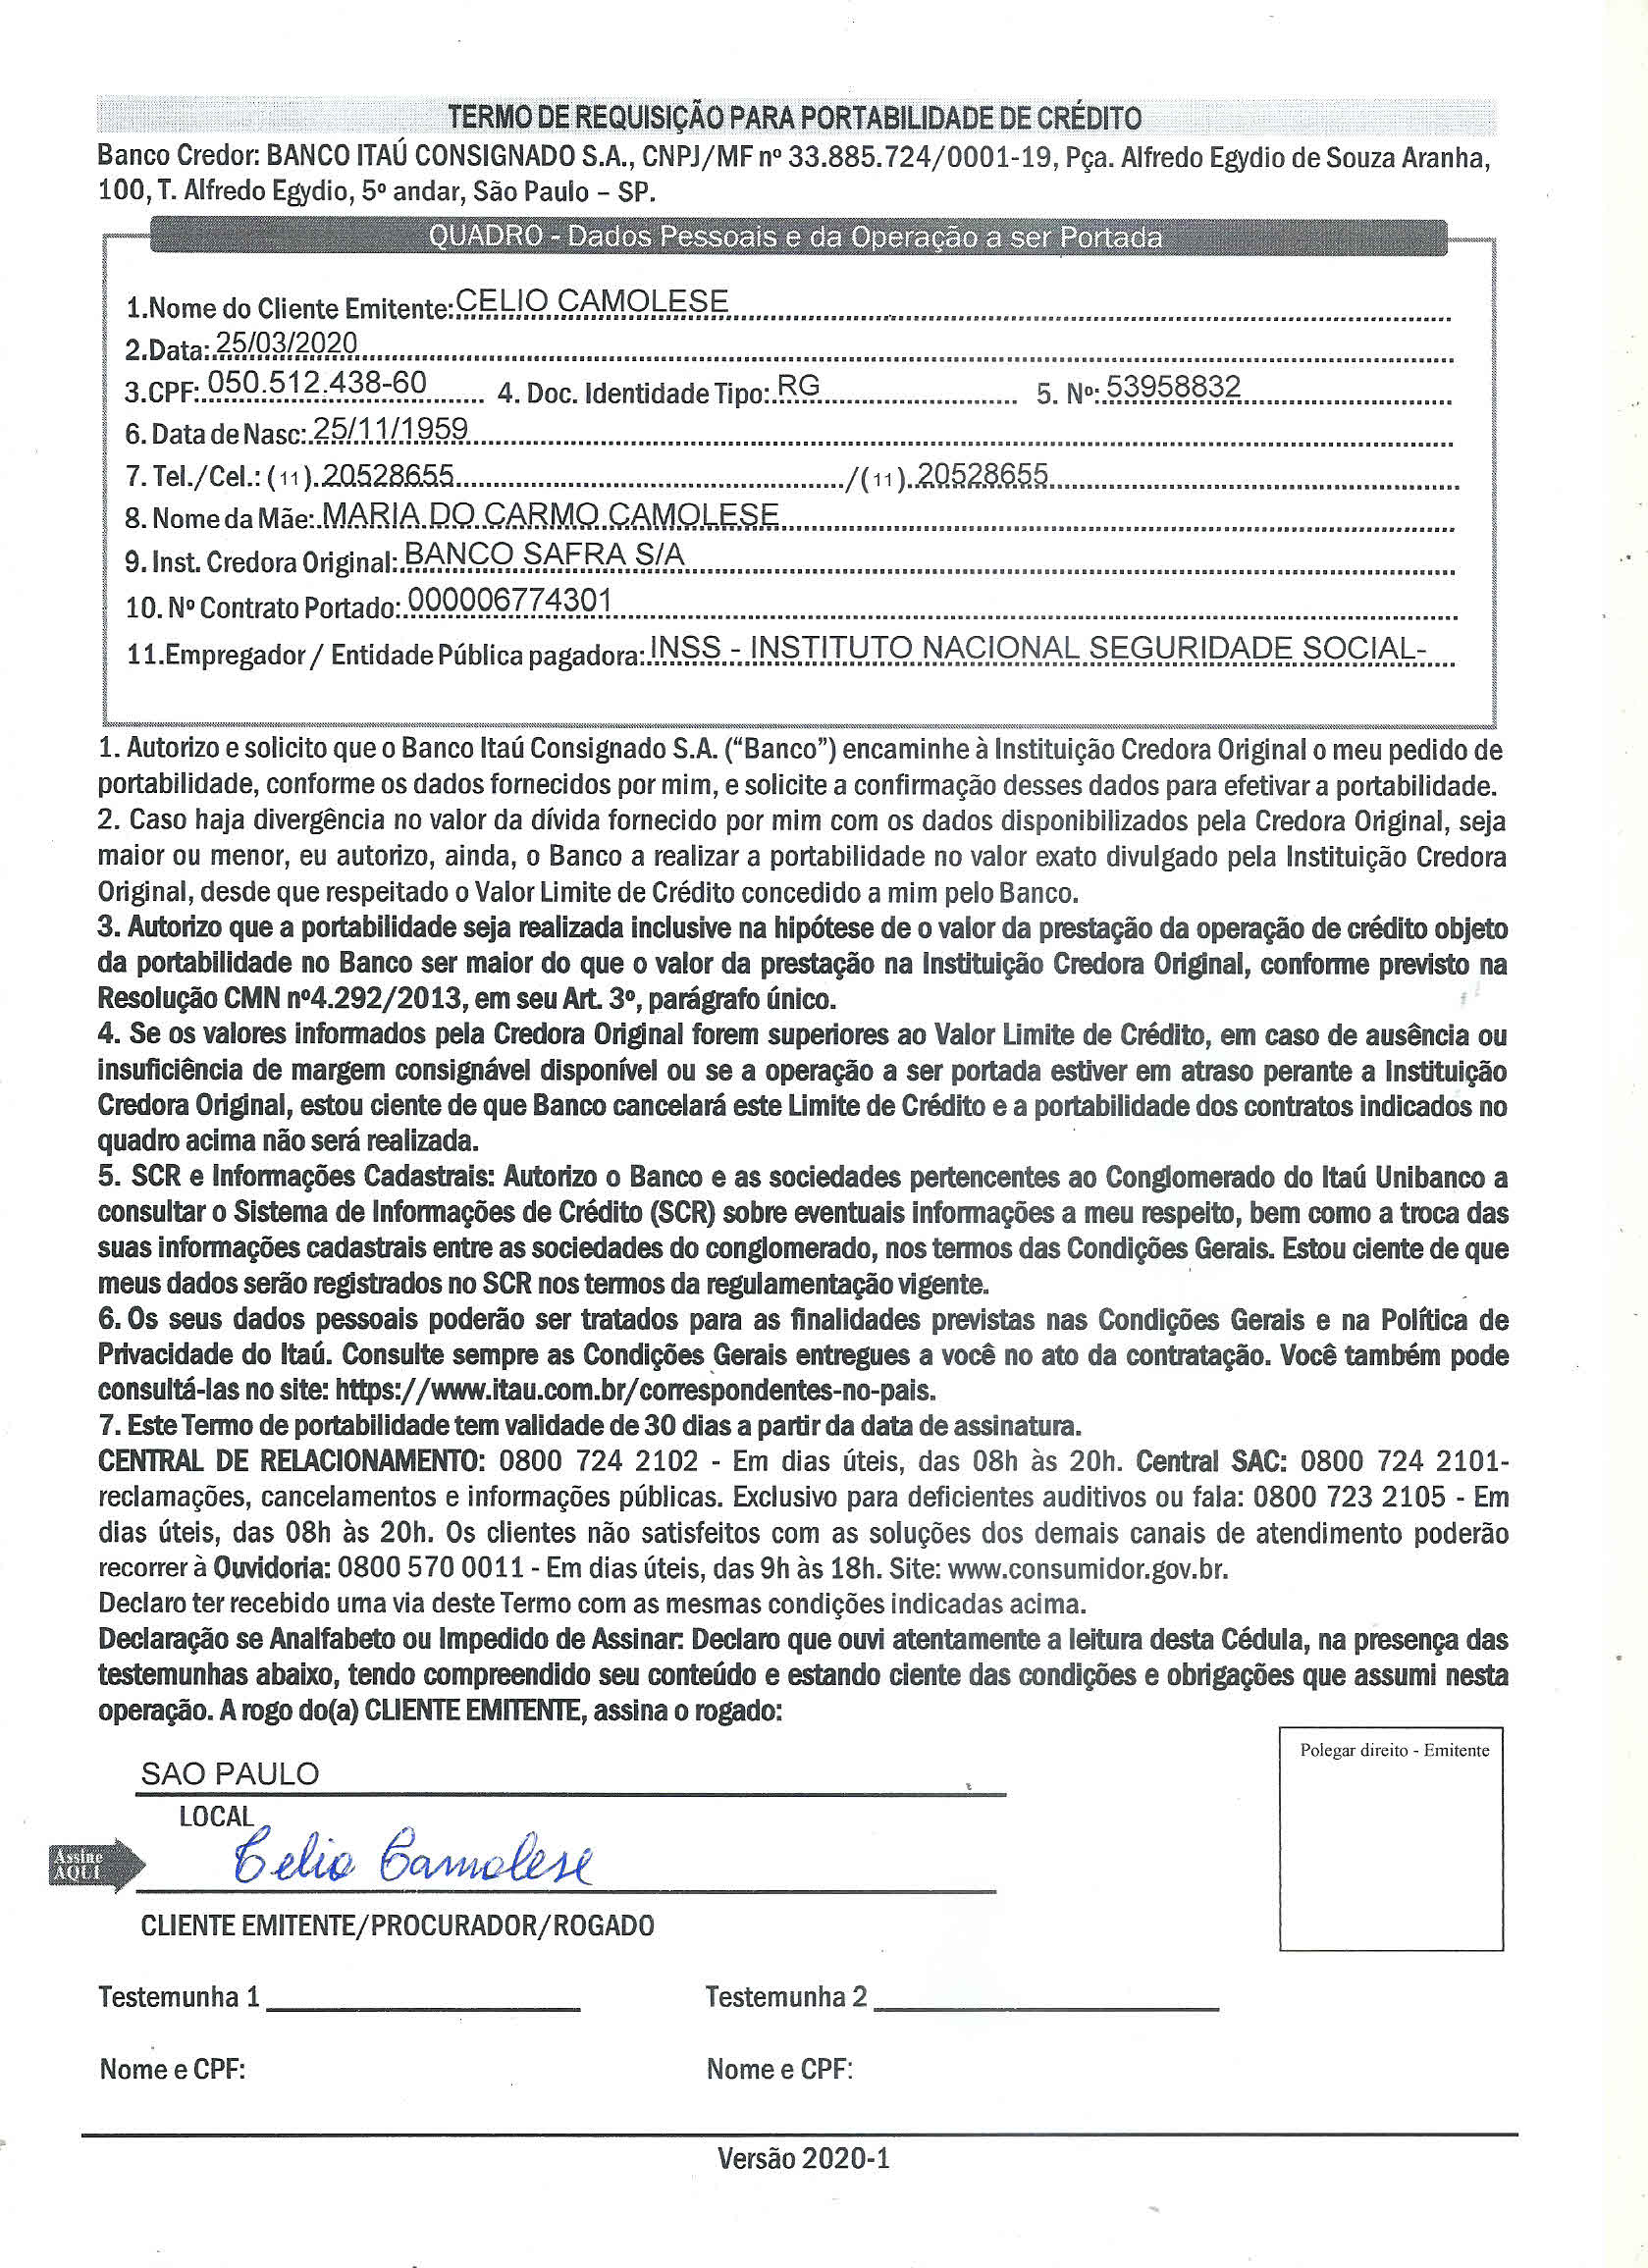 TERMO DE REQUISIÇÃO PARA PORTABILIDADE DE CRÉDITO
Banco Credor: BANCO ITAÚ CONSIGNADO S.A., CNPJ/MF nº 33.885.724/0001-19, Pça. Alfredo Egydio de Souza Aranha,
100, T. Alfredo Egydio, 5º andar, São Paulo – SP.
QUADRO - Dados Pessoais e da Operação a ser Portada
1.Nome do Cliente Emitente: CELIO CAMOLESE
2.Data: 25/03/2020
3.CPF: 050.512.438-60 4. Doc. Identidade Tipo: RG 5. Nº: 53958832
6. Data de Nasc: 25/11/1959
7. Tel./Cel.: (11) 20528655 /(11) 20528655
8. Nome da Mãe: MARIA DO CARMO CAMOLESE
9. Inst. Credora Original: BANCO SAFRA S/A
10. Nº Contrato Portado: 000006774301
11.Empregador / Entidade Pública pagadora: INSS - INSTITUTO NACIONAL SEGURIDADE SOCIAL-
1. Autorizo e solicito que o Banco Itaú Consignado S.A. (“Banco”) encaminhe à Instituição Credora Original o meu pedido de
portabilidade, conforme os dados fornecidos por mim, e solicite a confirmação desses dados para efetivar a portabilidade.
2. Caso haja divergência no valor da dívida fornecido por mim com os dados disponibilizados pela Credora Original, seja
maior ou menor, eu autorizo, ainda, o Banco a realizar a portabilidade no valor exato divulgado pela Instituição Credora
Original, desde que respeitado o Valor Limite de Crédito concedido a mim pelo Banco.
3. Autorizo que a portabilidade seja realizada inclusive na hipótese de o valor da prestação da operação de crédito objeto
da portabilidade no Banco ser maior do que o valor da prestação na Instituição Credora Original, conforme previsto na
Resolução CMN nº4.292/2013, em seu Art. 3º, parágrafo único.
4. Se os valores informados pela Credora Original forem superiores ao Valor Limite de Crédito, em caso de ausência ou
insuficiência de margem consignável disponível ou se a operação a ser portada estiver em atraso perante a Instituição
Credora Original, estou ciente de que Banco cancelará este Limite de Crédito e a portabilidade dos contratos indicados no
quadro acima não será realizada.
5. SCR e Informações Cadastrais: Autorizo o Banco e as sociedades pertencentes ao Conglomerado do Itaú Unibanco a
consultar o Sistema de Informações de Crédito (SCR) sobre eventuais informações a meu respeito, bem como a troca das
suas informações cadastrais entre as sociedades do conglomerado, nos termos das Condições Gerais. Estou ciente de que
meus dados serão registrados no SCR nos termos da regulamentação vigente.
6. Os seus dados pessoais poderão ser tratados para as finalidades previstas nas Condições Gerais e na Política de
Privacidade do Itaú. Consulte sempre as Condições Gerais entregues a você no ato da contratação. Você também pode
consultá-las no site: https://www.itau.com.br/correspondentes-no-pais.
7. Este Termo de portabilidade tem validade de 30 dias a partir da data de assinatura.
CENTRAL DE RELACIONAMENTO: 0800 724 2102 - Em dias úteis, das 08h às 20h. Central SAC: 0800 724 2101-
reclamações, cancelamentos e informações públicas. Exclusivo para deficientes auditivos ou fala: 0800 723 2105 - Em
dias úteis, das 08h às 20h. Os clientes não satisfeitos com as soluções dos demais canais de atendimento poderão
recorrer à Ouvidoria: 0800 570 0011 - Em dias úteis, das 9h às 18h. Site: www.consumidor.gov.br.
Declaro ter recebido uma via deste Termo com as mesmas condições indicadas acima.
Declaração se Analfabeto ou Impedido de Assinar: Declaro que ouvi atentamente a leitura desta Cédula, na presença das
testemunhas abaixo, tendo compreendido seu conteúdo e estando ciente das condições e obrigações que assumi nesta
operação. A rogo do(a) CLIENTE EMITENTE, assina o rogado:
Polegar direito - Emitente
SAO PAULO
LOCAL
Assine
AQUI
Celio Camolese
CLIENTE EMITENTE/PROCURADOR/ROGADO
Testemunha 1 Testemunha 2
Nome e CPF: Nome e CPF:
Versão 2020-1